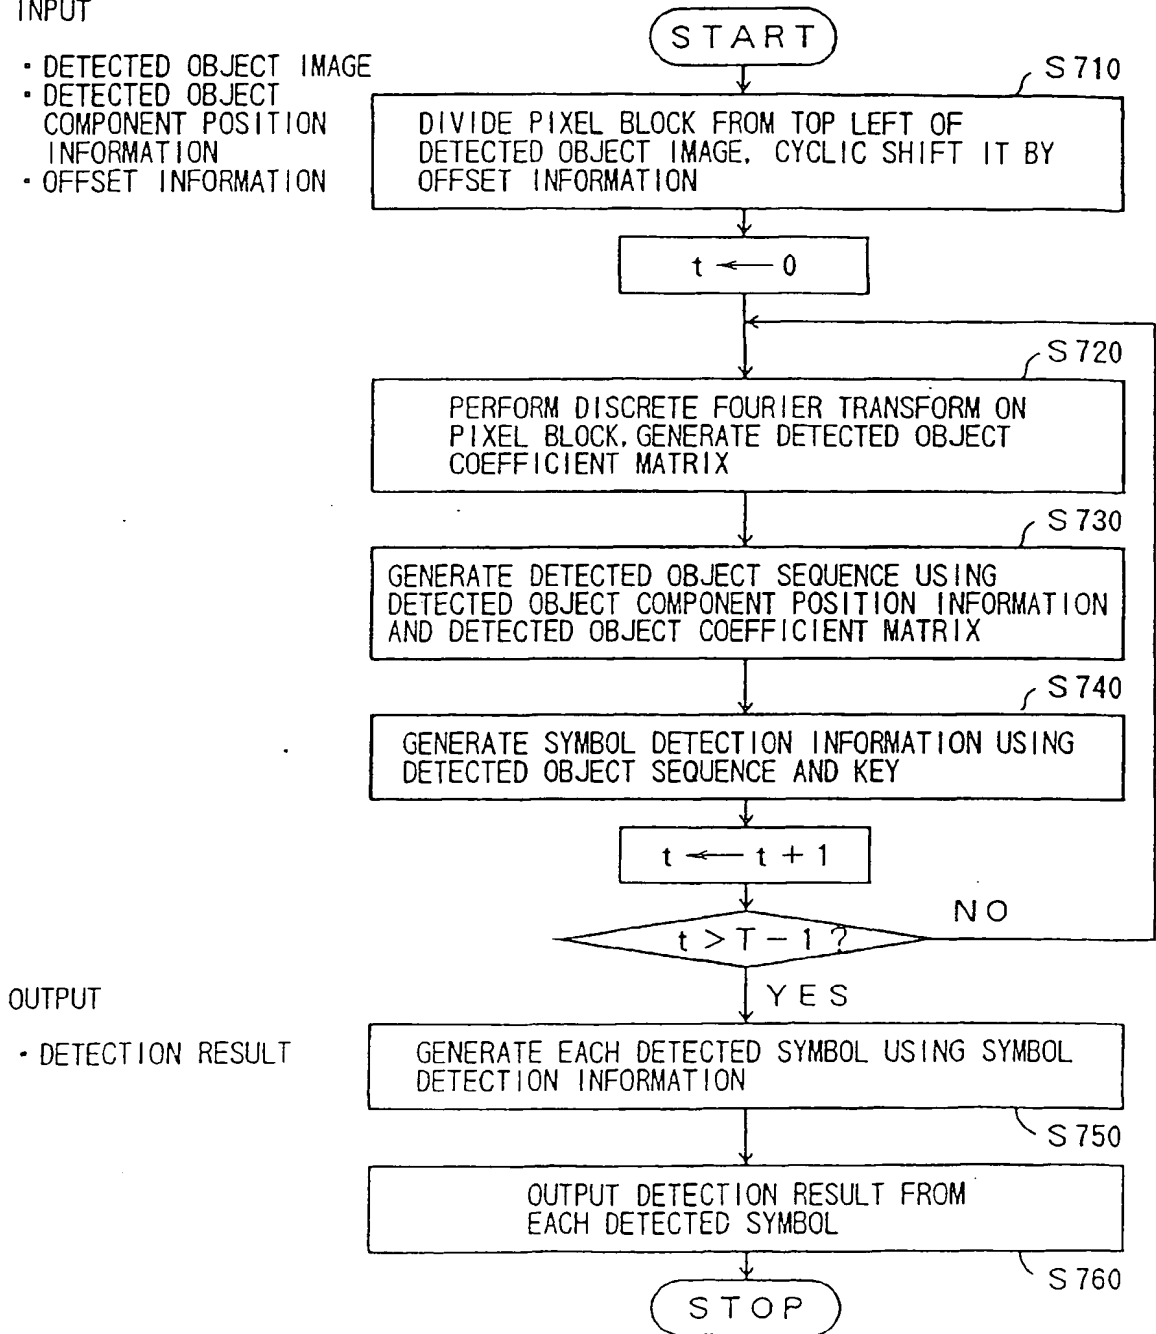 INPUT
・DETECTED OBJECT IMAGE
・DETECTED OBJECT
COMPONENT POSITION
INFORMATION
・OFFSET INFORMATION
START
S710
DIVIDE PIXEL BLOCK FROM TOP LEFT OF
DETECTED OBJECT IMAGE, CYCLIC SHIFT IT BY
OFFSET INFORMATION
t ← 0
S720
PERFORM DISCRETE FOURIER TRANSFORM ON
PIXEL BLOCK, GENERATE DETECTED OBJECT
COEFFICIENT MATRIX
S730
GENERATE DETECTED OBJECT SEQUENCE USING
DETECTED OBJECT COMPONENT POSITION INFORMATION
AND DETECTED OBJECT COEFFICIENT MATRIX
S740
GENERATE SYMBOL DETECTION INFORMATION USING
DETECTED OBJECT SEQUENCE AND KEY
t ← t + 1
t > T - 1 ?
NO
YES
OUTPUT
・DETECTION RESULT
GENERATE EACH DETECTED SYMBOL USING SYMBOL
DETECTION INFORMATION
S750
OUTPUT DETECTION RESULT FROM
EACH DETECTED SYMBOL
S760
STOP